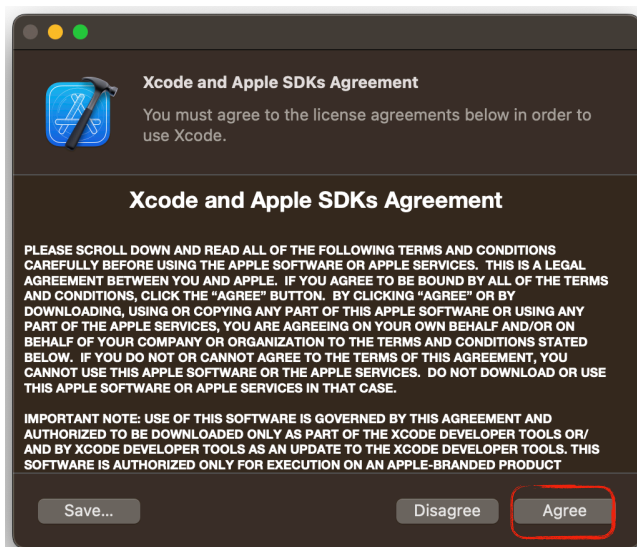 Xcode and Apple SDKs Agreement
You must agree to the license agreements below in order to
use Xcode.
Xcode and Apple SDKs Agreement
PLEASE SCROLL DOWN AND READ ALL OF THE FOLLOWING TERMS AND CONDITIONS
CAREFULLY BEFORE USING THE APPLE SOFTWARE OR APPLE SERVICES.  THIS IS A LEGAL
AGREEMENT BETWEEN YOU AND APPLE.  IF YOU AGREE TO BE BOUND BY ALL OF THE TERMS
AND CONDITIONS, CLICK THE “AGREE” BUTTON.  BY CLICKING “AGREE” OR BY
DOWNLOADING, USING OR COPYING ANY PART OF THIS APPLE SOFTWARE OR USING ANY
PART OF THE APPLE SERVICES, YOU ARE AGREEING ON YOUR OWN BEHALF AND/OR ON
BEHALF OF YOUR COMPANY OR ORGANIZATION TO THE TERMS AND CONDITIONS STATED
BELOW.  IF YOU DO NOT OR CANNOT AGREE TO THE TERMS OF THIS AGREEMENT, YOU
CANNOT USE THIS APPLE SOFTWARE OR THE APPLE SERVICES.  DO NOT DOWNLOAD OR USE
THIS APPLE SOFTWARE OR APPLE SERVICES IN THAT CASE.
IMPORTANT NOTE: USE OF THIS SOFTWARE IS GOVERNED BY THIS AGREEMENT AND
AUTHORIZED TO BE DOWNLOADED ONLY AS PART OF THE XCODE DEVELOPER TOOLS OR/
AND BY XCODE DEVELOPER TOOLS AS AN UPDATE TO THE XCODE DEVELOPER TOOLS. THIS
SOFTWARE IS AUTHORIZED ONLY FOR EXECUTION ON AN APPLE-BRANDED PRODUCT
Save... Disagree Agree